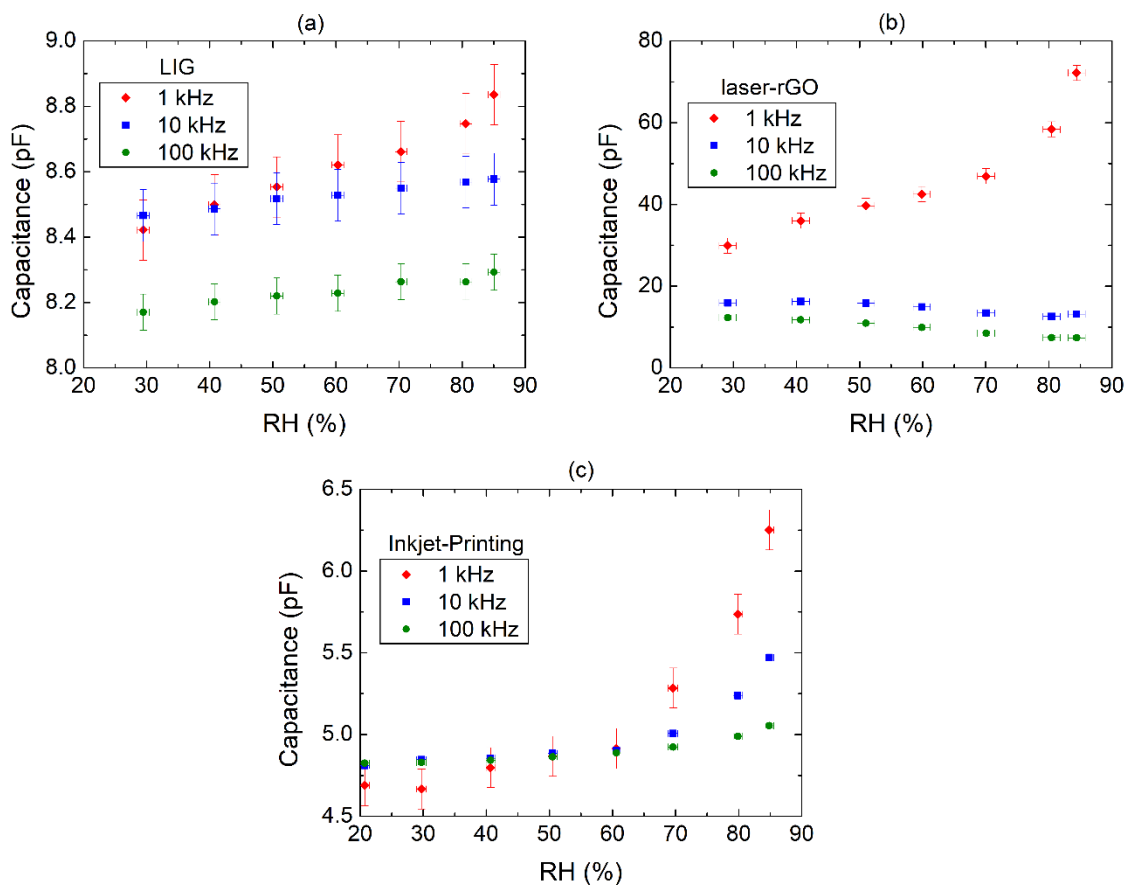 (a)
9.0
8.8
8.6
8.4
8.2
8.0
Capacitance (pF)
LIG
1 kHz
10 kHz
100 kHz
20 30 40 50 60 70 80 90
RH (%)
(b)
80
60
40
20
0
Capacitance (pF)
laser-rGO
1 kHz
10 kHz
100 kHz
20 30 40 50 60 70 80 90
RH (%)
(c)
6.5
6.0
5.5
5.0
4.5
Capacitance (pF)
Inkjet-Printing
1 kHz
10 kHz
100 kHz
20 30 40 50 60 70 80 90
RH (%)